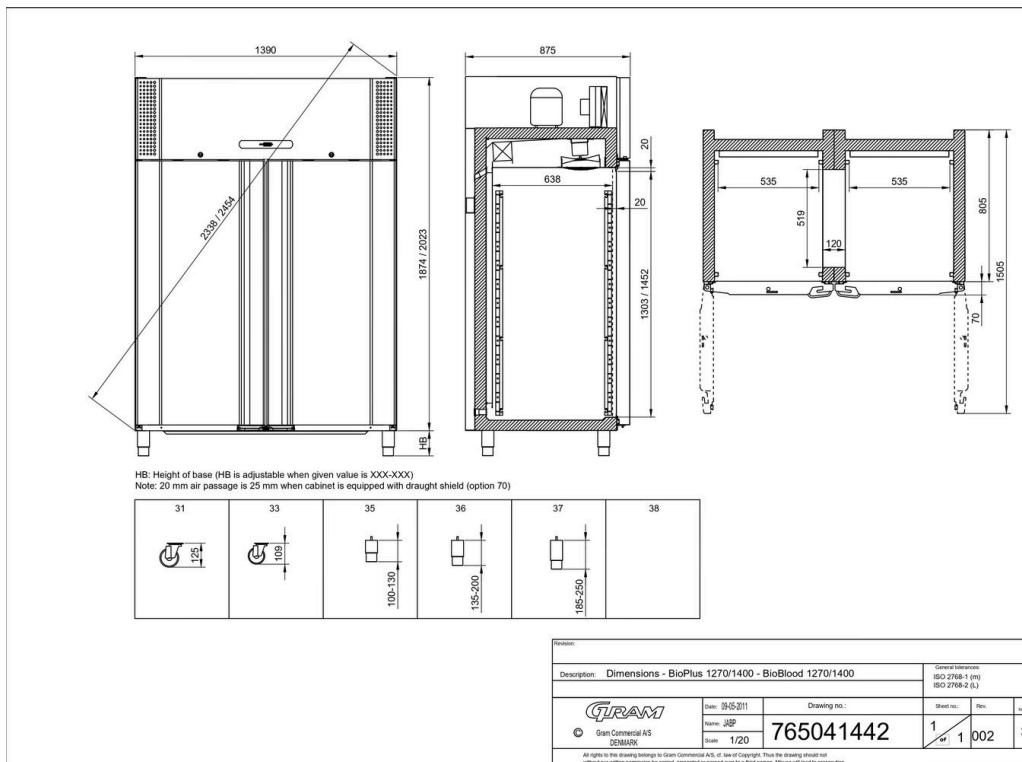 1390
875
2338 / 2454
1874 / 2023
HB
638
20
20
1303 / 1452
535
535
519
120
805
1505
70
HB: Height of base (HB is adjustable when given value is XXX-XXX)
Note: 20 mm air passage is 25 mm when cabinet is equipped with draught shield (option 70)
31
33
35
36
37
38
125
109
100-130
135-200
185-250
Revision:
Description: Dimensions - BioPlus 1270/1400 - BioBlood 1270/1400
General tolerances
ISO 2768-1 (m)
ISO 2768-2 (L)
GRAM
© Gram Commercial A/S
DENMARK
Date: 09-05-2011
Name: JABP
Scale 1/20
Drawing no.:
765041442
Sheet no.:
1 of 1
Rev.
002
All rights to this drawing belongs to Gram Commercial A/S, cf. law of Copyright. Thus the drawing should not